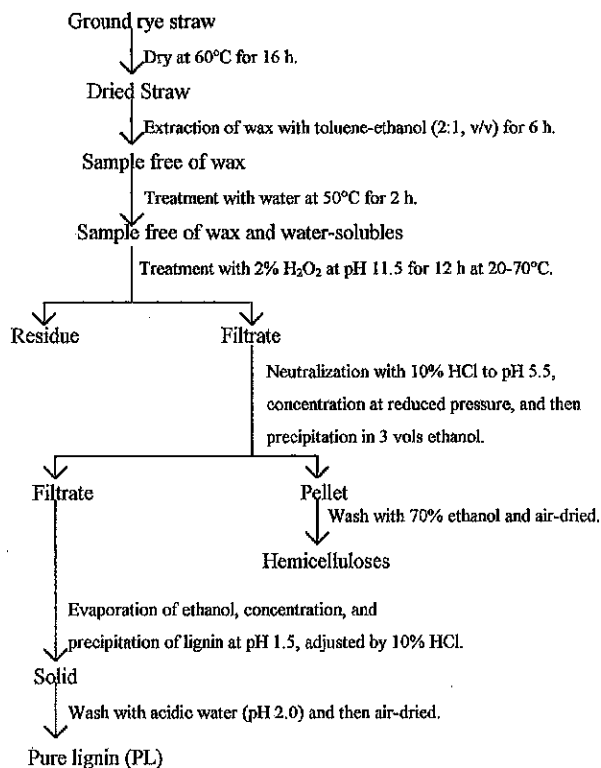 Ground rye straw
Dry at 60°C for 16 h.
Dried Straw
Extraction of wax with toluene-ethanol (2:1, v/v) for 6 h.
Sample free of wax
Treatment with water at 50°C for 2 h.
Sample free of wax and water-solubles
Treatment with 2% H₂O₂ at pH 11.5 for 12 h at 20-70°C.
Residue Filtrate
Neutralization with 10% HCl to pH 5.5,
concentration at reduced pressure, and then
precipitation in 3 vols ethanol.
Filtrate Pellet
Wash with 70% ethanol and air-dried.
Hemicelluloses
Evaporation of ethanol, concentration, and
precipitation of lignin at pH 1.5, adjusted by 10% HCl.
Solid
Wash with acidic water (pH 2.0) and then air-dried.
Pure lignin (PL)